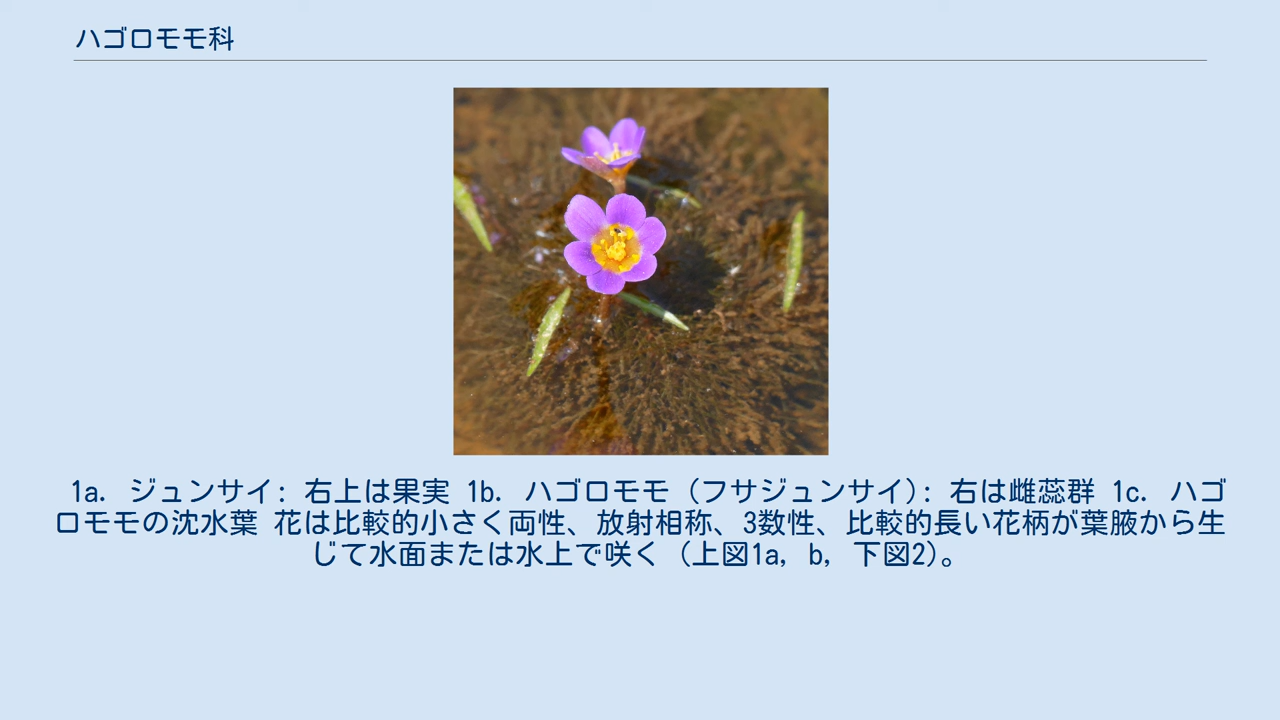 ハゴロモモ科
1a. ジュンサイ: 右上は果実 1b. ハゴロモモ (フサジュンサイ): 右は雌蕊群 1c. ハゴ
ロモモの沈水葉 花は比較的小さく両性、放射相称、3数性、比較的長い花柄が葉腋から生
じて水面または水上で咲く (上図1a, b, 下図2)。